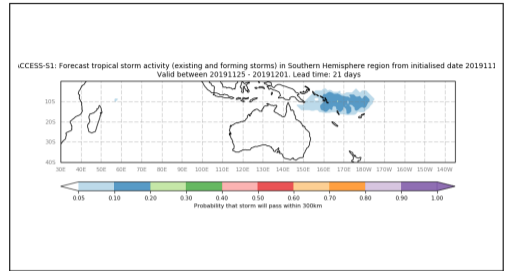 CCESS-S1: Forecast tropical storm activity (existing and forming storms) in Southern Hemisphere region from initialised date 2019111
Valid between 20191125 - 20191201. Lead time: 21 days
10S
20S
30S
40S
30E 40E 50E 60E 70E 80E 90E 100E 110E 120E 130E 140E 150E 160E 170E 180W 170W 160W 150W 140W
0.05 0.10 0.20 0.30 0.40 0.50 0.60 0.70 0.80 0.90 1.00
Probability that storm will pass within 300km